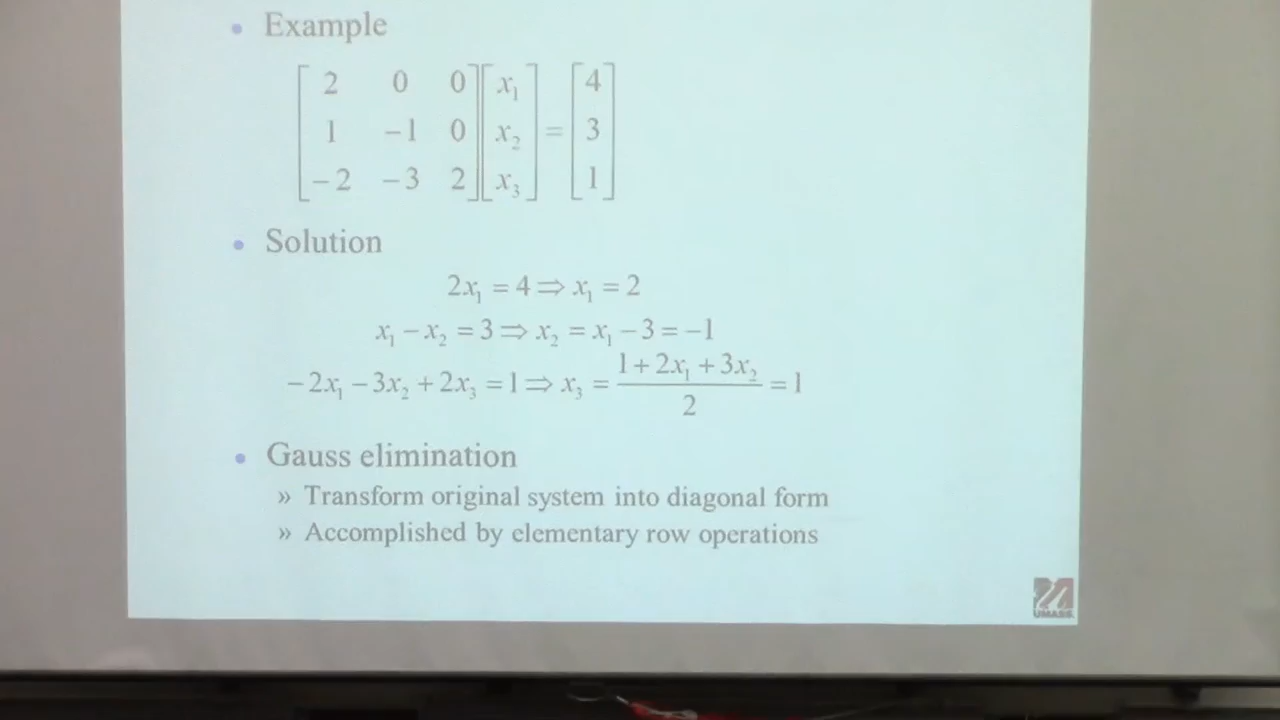 • Example
[2 0 0; 1 −1 0; −2 −3 2] [x₁; x₂; x₃] = [4; 3; 1]
• Solution
2x₁ = 4 ⇒ x₁ = 2
x₁ − x₂ = 3 ⇒ x₂ = x₁ − 3 = −1
−2x₁ − 3x₂ + 2x₃ = 1 ⇒ x₃ = (1 + 2x₁ + 3x₂)/2 = 1
• Gauss elimination
» Transform original system into diagonal form
» Accomplished by elementary row operations
UMASS